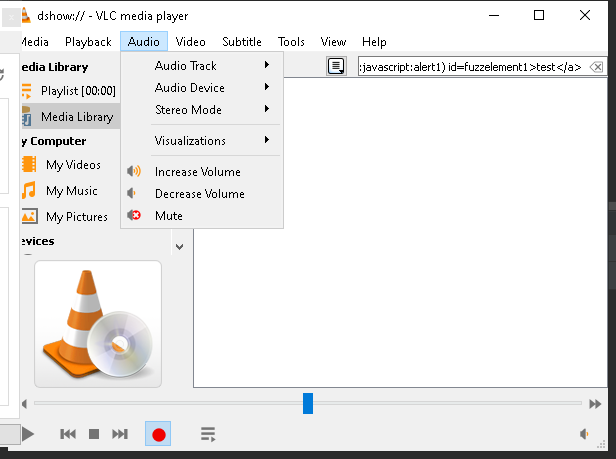 dshow:// - VLC media player
Media Playback Audio Video Subtitle Tools View Help
edia Library
:javascript:alert1) id=fuzzelement1>test</a>
Playlist [00:00]
Media Library
y Computer
My Videos
My Music
My Pictures
evices
Audio Track
Audio Device
Stereo Mode
Visualizations
Increase Volume
Decrease Volume
Mute